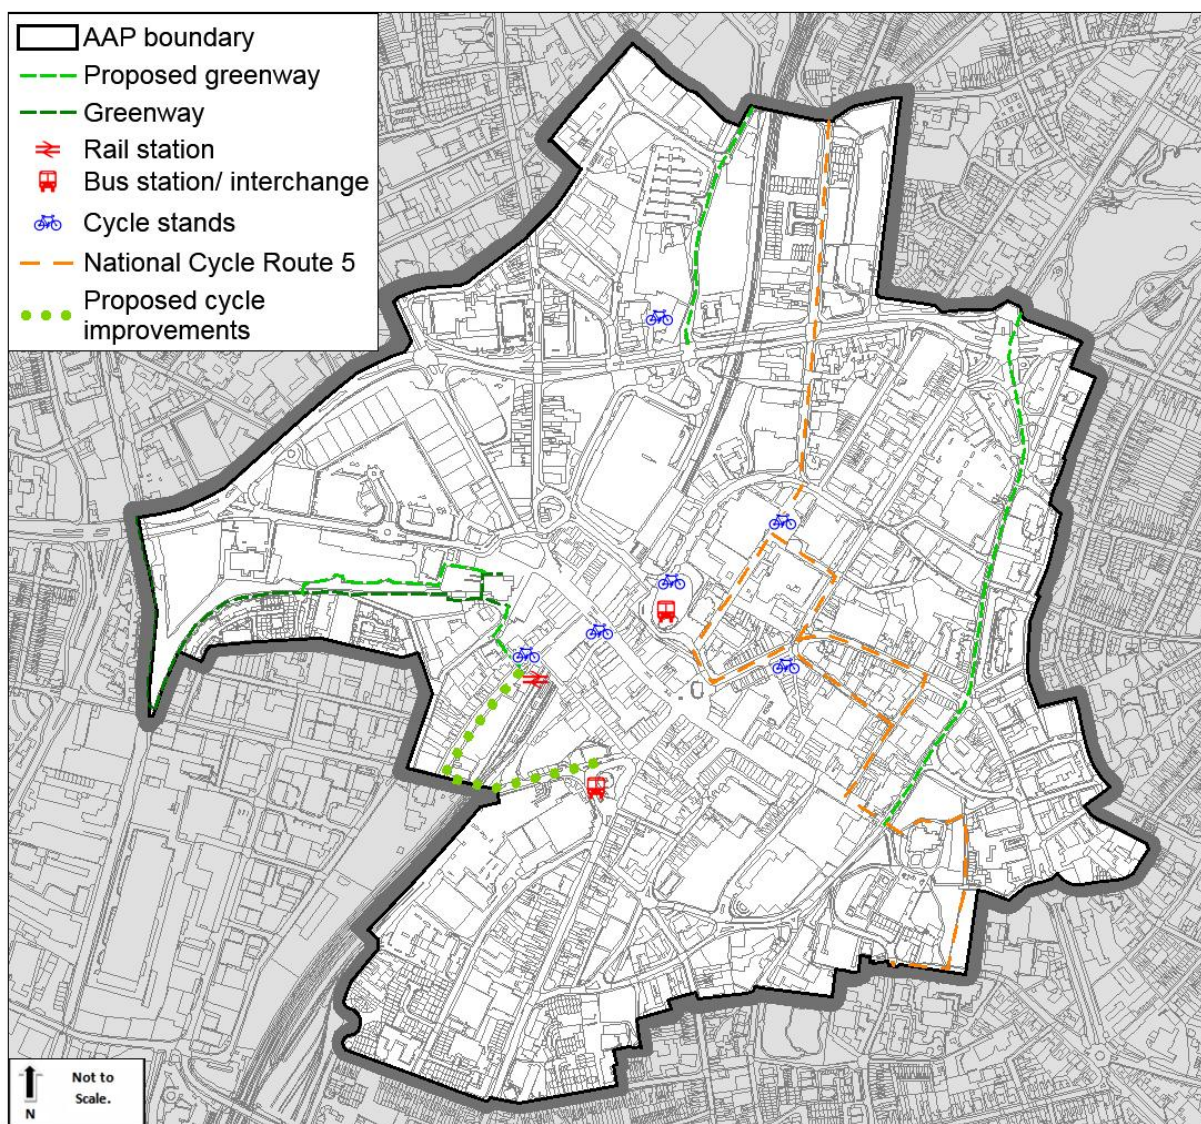 AAP boundary
Proposed greenway
Greenway
Rail station
Bus station/ interchange
Cycle stands
National Cycle Route 5
Proposed cycle
improvements
Not to
Scale.
N